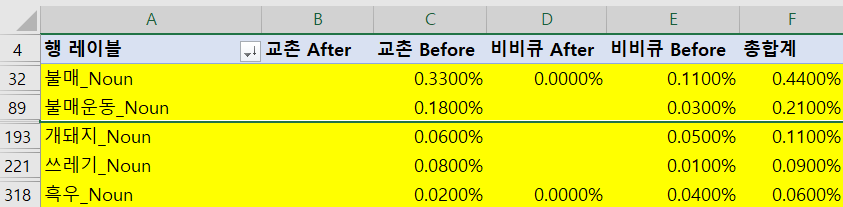 A B C D E F
4 행 레이블 교촌 After 교촌 Before 비비큐 After 비비큐 Before 총합계
32 불매_Noun 0.3300% 0.0000% 0.1100% 0.4400%
89 불매운동_Noun 0.1800% 0.0300% 0.2100%
193 개돼지_Noun 0.0600% 0.0500% 0.1100%
221 쓰레기_Noun 0.0800% 0.0100% 0.0900%
318 흑우_Noun 0.0200% 0.0000% 0.0400% 0.0600%